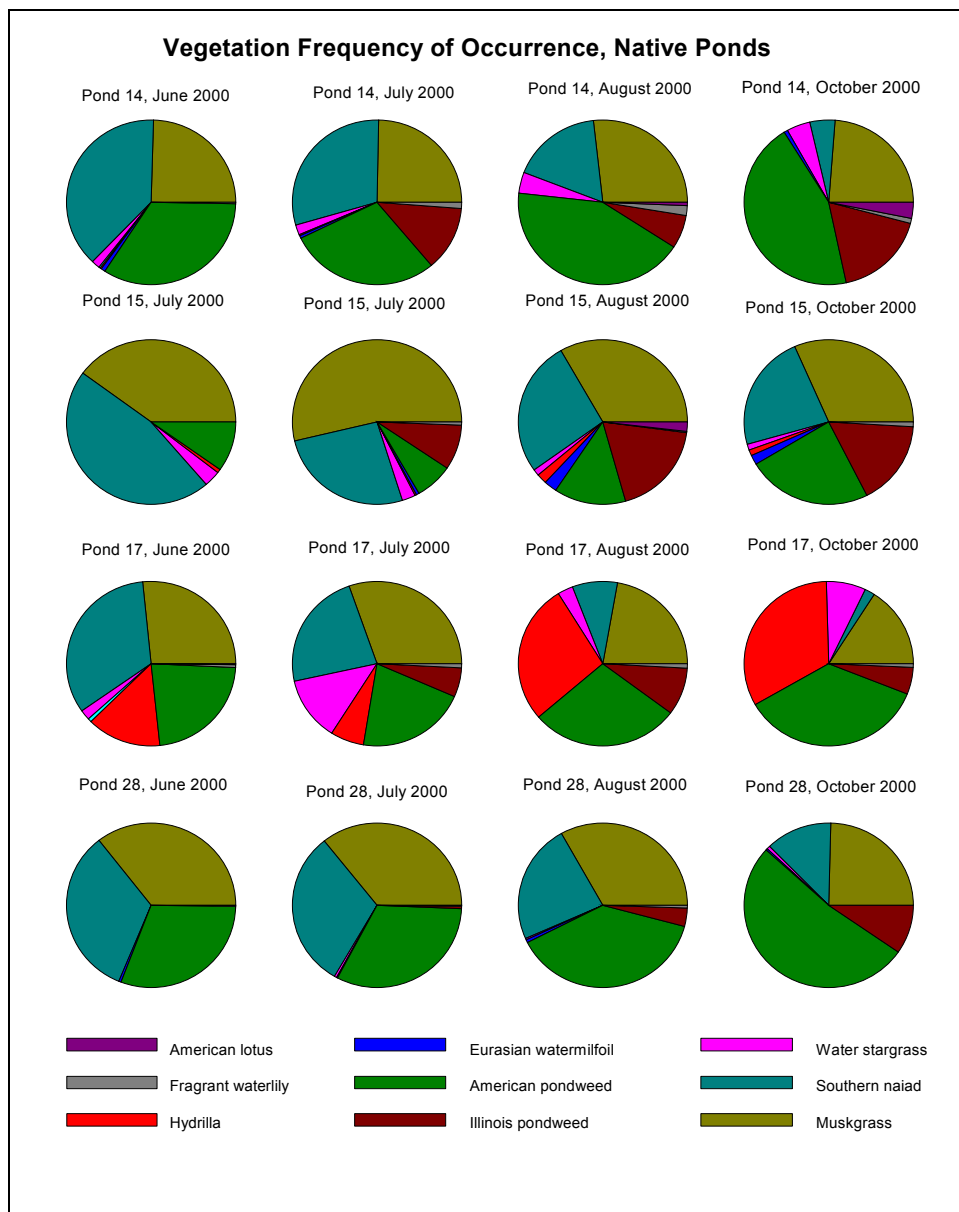 Vegetation Frequency of Occurrence, Native Ponds
Pond 14, June 2000
Pond 14, July 2000
Pond 14, August 2000
Pond 14, October 2000
Pond 15, July 2000
Pond 15, July 2000
Pond 15, August 2000
Pond 15, October 2000
Pond 17, June 2000
Pond 17, July 2000
Pond 17, August 2000
Pond 17, October 2000
Pond 28, June 2000
Pond 28, July 2000
Pond 28, August 2000
Pond 28, October 2000
American lotus
Eurasian watermilfoil
Water stargrass
Fragrant waterlily
American pondweed
Southern naiad
Hydrilla
Illinois pondweed
Muskgrass